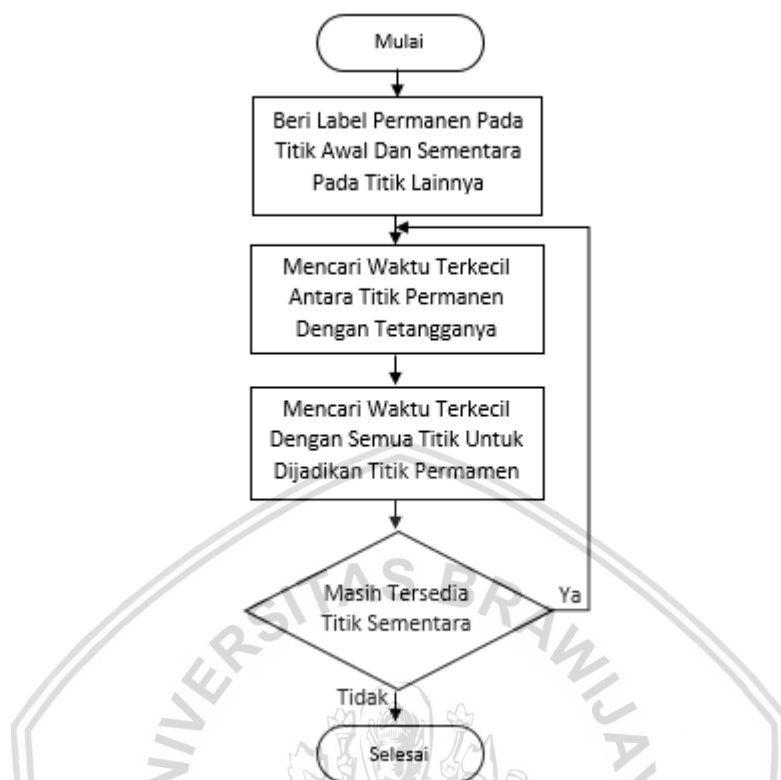 Mulai
Beri Label Permanen Pada
Titik Awal Dan Sementara
Pada Titik Lainnya
Mencari Waktu Terkecil
Antara Titik Permanen
Dengan Tetangganya
Mencari Waktu Terkecil
Dengan Semua Titik Untuk
Dijadikan Titik Permamen
Masih Tersedia
Titik Sementara
Ya
Tidak
Selesai